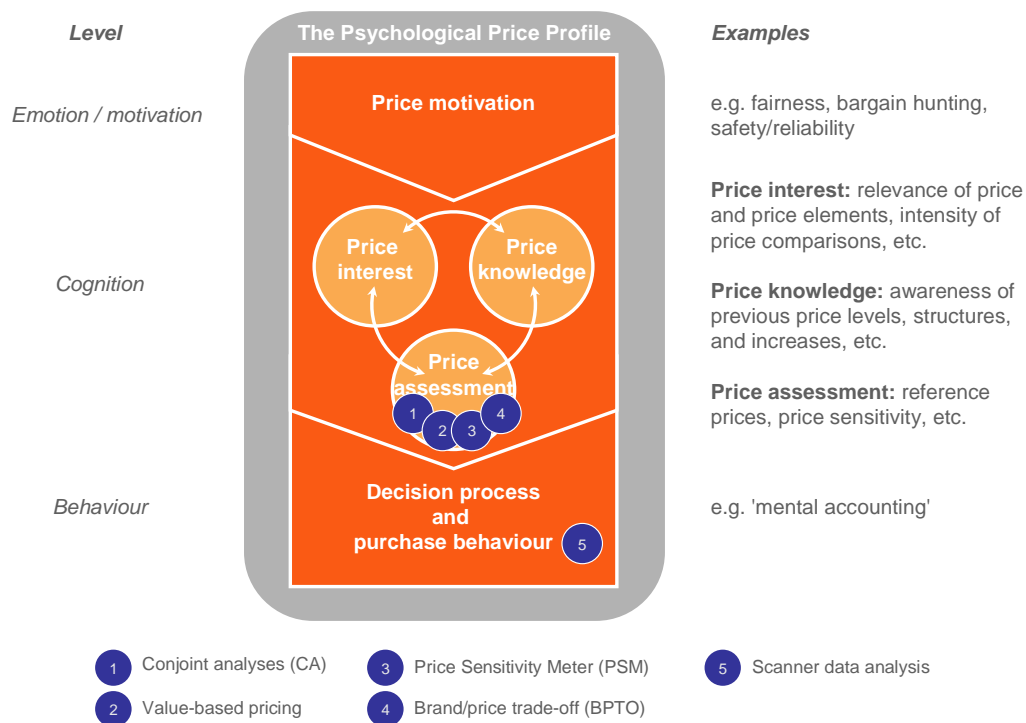 Level
The Psychological Price Profile
Examples
Emotion / motivation
Price motivation
e.g. fairness, bargain hunting,
safety/reliability
Cognition
Price
interest
Price
knowledge
Price
assessment
1
2
3
4
Price interest: relevance of price
and price elements, intensity of
price comparisons, etc.
Price knowledge: awareness of
previous price levels, structures,
and increases, etc.
Price assessment: reference
prices, price sensitivity, etc.
Behaviour
Decision process
and
purchase behaviour
5
e.g. 'mental accounting'
1 Conjoint analyses (CA)
2 Value-based pricing
3 Price Sensitivity Meter (PSM)
4 Brand/price trade-off (BPTO)
5 Scanner data analysis